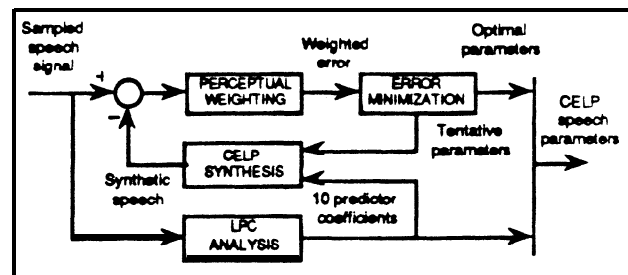 Sampled
speech
signal
Weighted
error
Optimal
parameters
+
−
PERCEPTUAL
WEIGHTING
ERROR
MINIMIZATION
CELP
speech
parameters
Tentative
parameters
CELP
SYNTHESIS
Synthetic
speech
10 predictor
coefficients
LPC
ANALYSIS